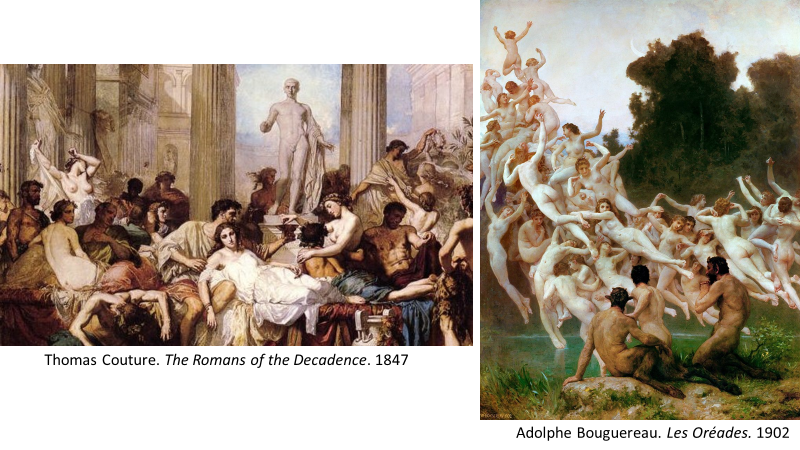 Thomas Couture. The Romans of the Decadence. 1847
Adolphe Bouguereau. Les Oréades. 1902